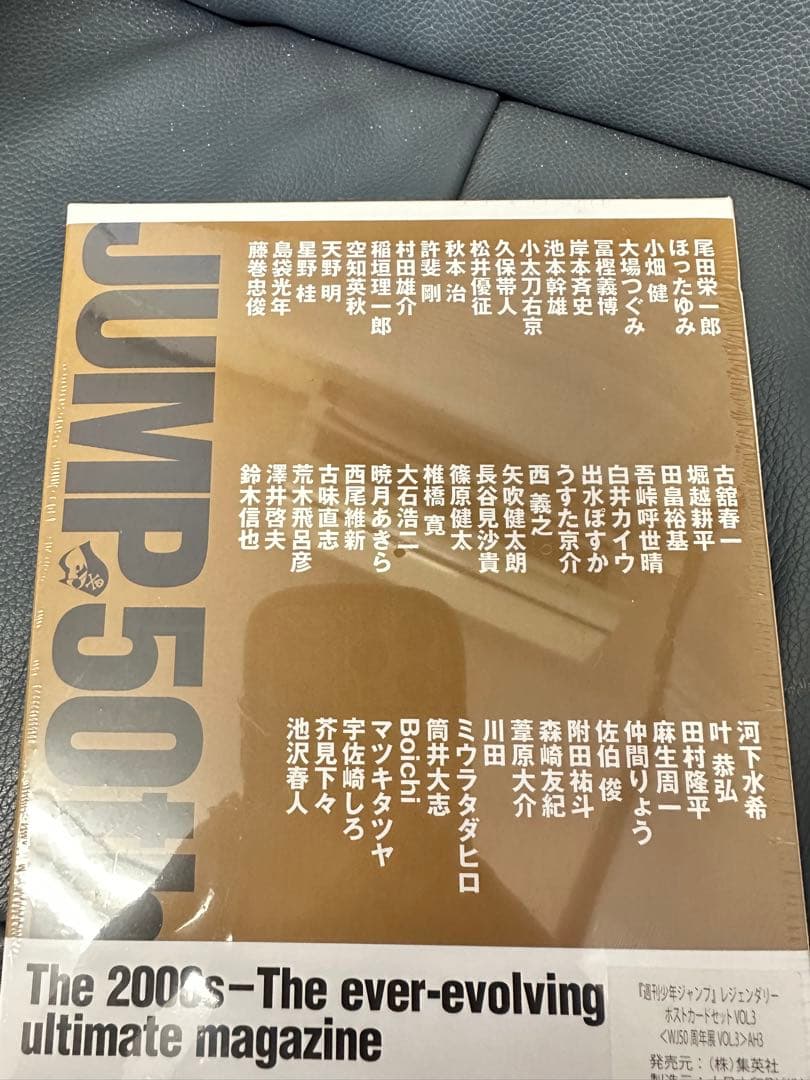 JUMP 50th
尾田栄一郎
ほったゆみ
小畑 健
大場つぐみ
冨樫義博
岸本斉史
池本幹雄
小太刀右京
久保帯人
松井優征
秋本 治
許斐 剛
村田雄介
稲垣理一郎
空知英秋
天野 明
星野 桂
島袋光年
藤巻忠俊
古舘春一
堀越耕平
田畠裕基
吾峠呼世晴
白井カイウ
出水ぽすか
うすた京介
西 義之
矢吹健太朗
長谷見沙貴
篠原健太
椎橋 寛
大石浩二
暁月あきら
西尾維新
古味直志
荒木飛呂彦
澤井啓夫
鈴木信也
河下水希
叶 恭弘
田村隆平
麻生周一
仲間りょう
佐伯 俊
附田祐斗
森崎友紀
葦原大介
川田
ミウラタダヒロ
筒井大志
Boichi
マツキタツヤ
宇佐崎しろ
芥見下々
池沢春人
The 2000s–The ever-evolving
ultimate magazine
『週刊少年ジャンプ』レジェンダリー
ポストカードセット VOL.3
＜WJ50周年展 VOL.3＞AH3
発売元：(株)集英社